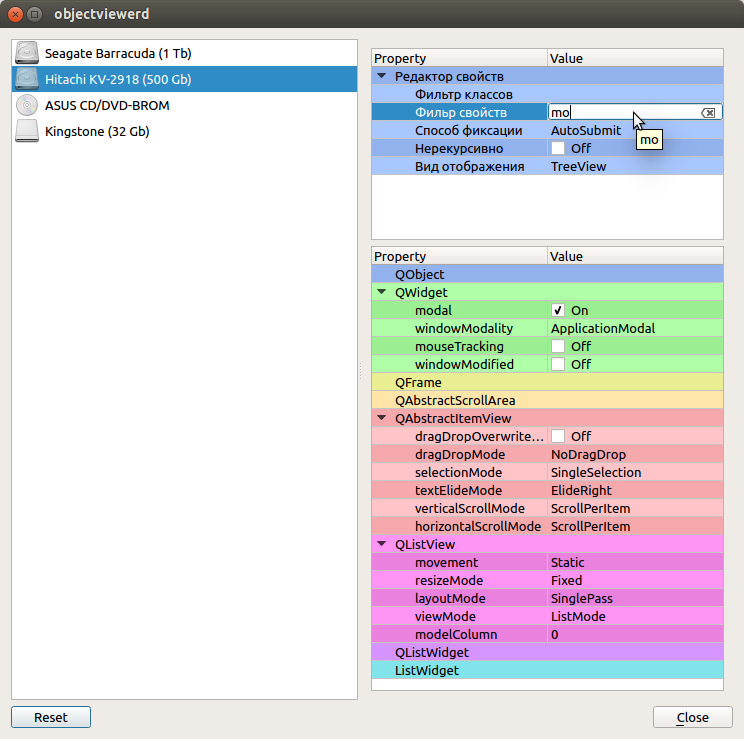 objectviewerd
Seagate Barracuda (1 Tb)
Hitachi KV-2918 (500 Gb)
ASUS CD/DVD-BROM
Kingstone (32 Gb)
Property Value
Редактор свойств
Фильтр классов
Фильр свойств mo
Способ фиксации AutoSubmit
mo
Нерекурсивно Off
Вид отображения TreeView
Property Value
QObject
QWidget
modal On
windowModality ApplicationModal
mouseTracking Off
windowModified Off
QFrame
QAbstractScrollArea
QAbstractItemView
dragDropOverwrite... Off
dragDropMode NoDragDrop
selectionMode SingleSelection
textElideMode ElideRight
verticalScrollMode ScrollPerItem
horizontalScrollMode ScrollPerItem
QListView
movement Static
resizeMode Fixed
layoutMode SinglePass
viewMode ListMode
modelColumn 0
QListWidget
ListWidget
Reset Close